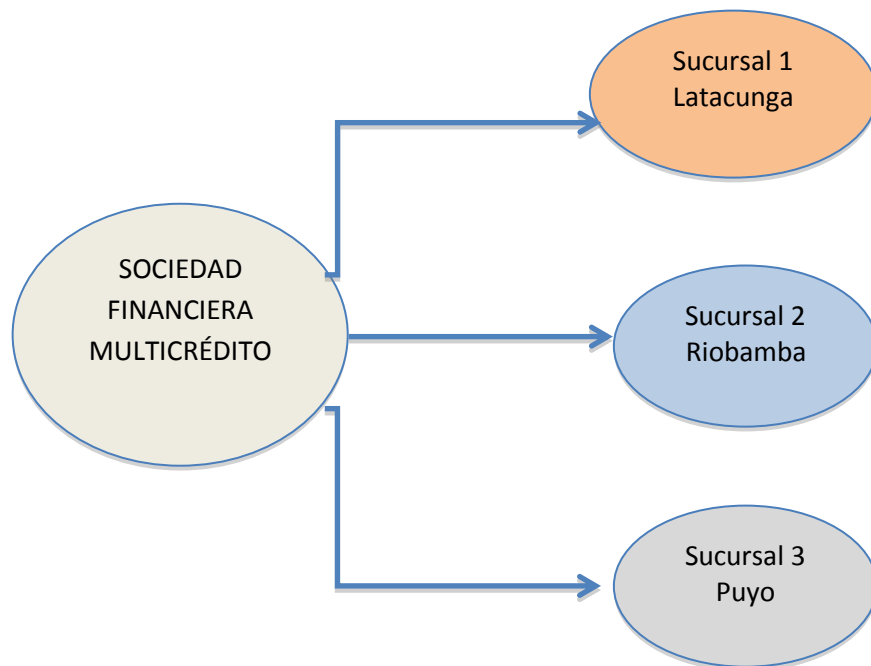 Sucursal 1
Latacunga
SOCIEDAD
FINANCIERA
MULTICRÉDITO
Sucursal 2
Riobamba
Sucursal 3
Puyo